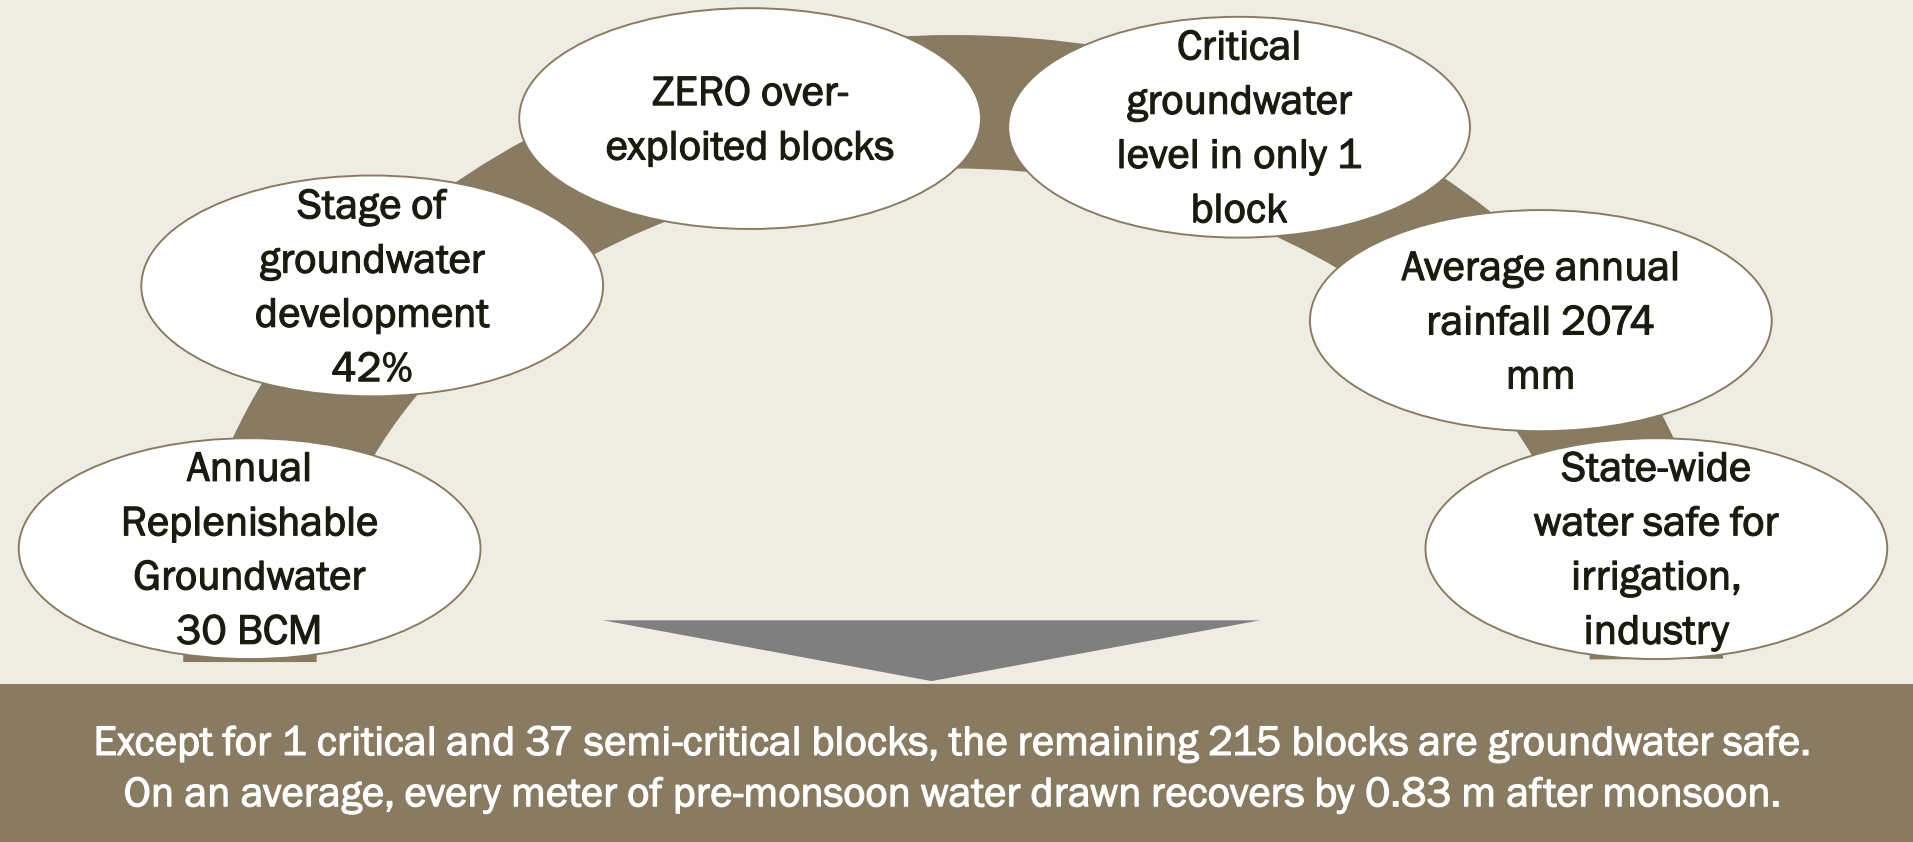 Annual
Replenishable
Groundwater
30 BCM
Stage of
groundwater
development
42%
ZERO over-
exploited blocks
Critical
groundwater
level in only 1
block
Average annual
rainfall 2074
mm
State-wide
water safe for
irrigation,
industry
Except for 1 critical and 37 semi-critical blocks, the remaining 215 blocks are groundwater safe.
On an average, every meter of pre-monsoon water drawn recovers by 0.83 m after monsoon.